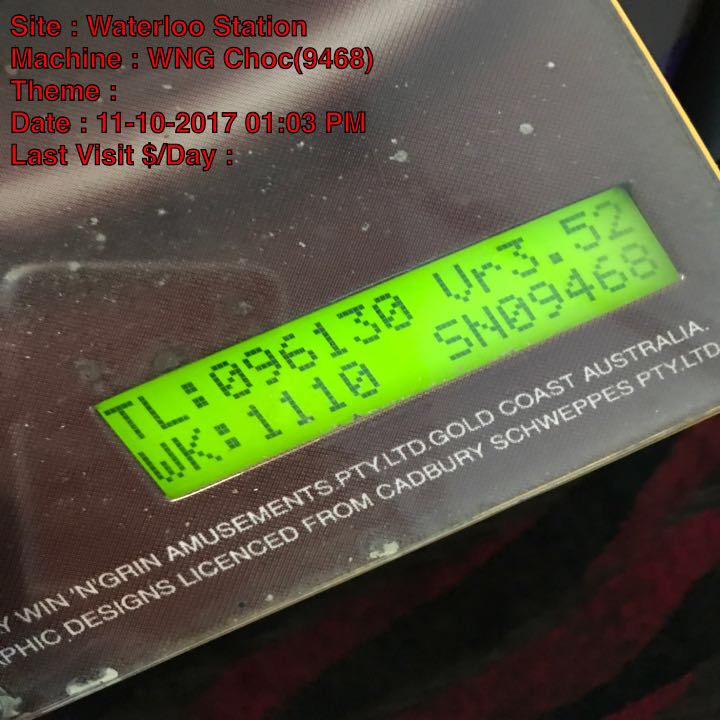 Site : Waterloo Station
Machine : WNG Choc(9468)
Theme :
Date : 11-10-2017 01:03 PM
Last Visit $/Day :
TL:096130 Vr3.52
WK:1110 SN09468
WIN 'N'GRIN AMUSEMENTS.PTY.LTD.GOLD COAST AUSTRALIA.
DESIGNS LICENCED FROM CADBURY SCHWEPPES PTY.LTD